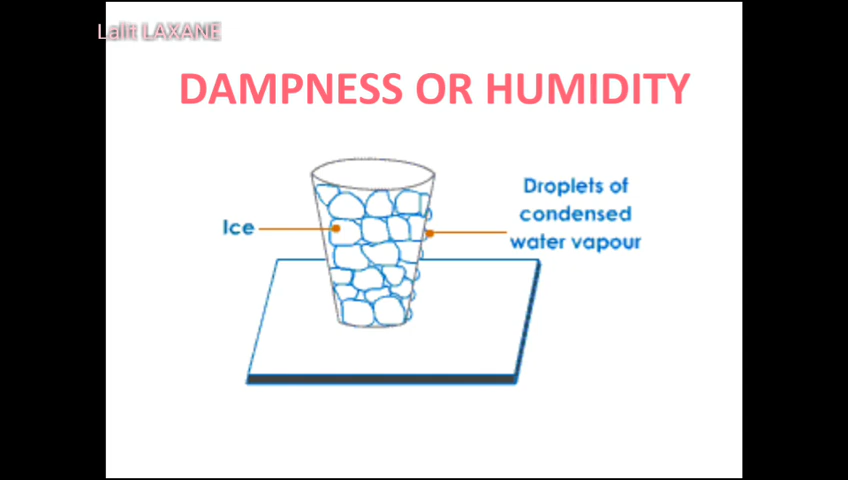 Lalit LAXANE
DAMPNESS OR HUMIDITY
Ice
Droplets of
condensed
water vapour